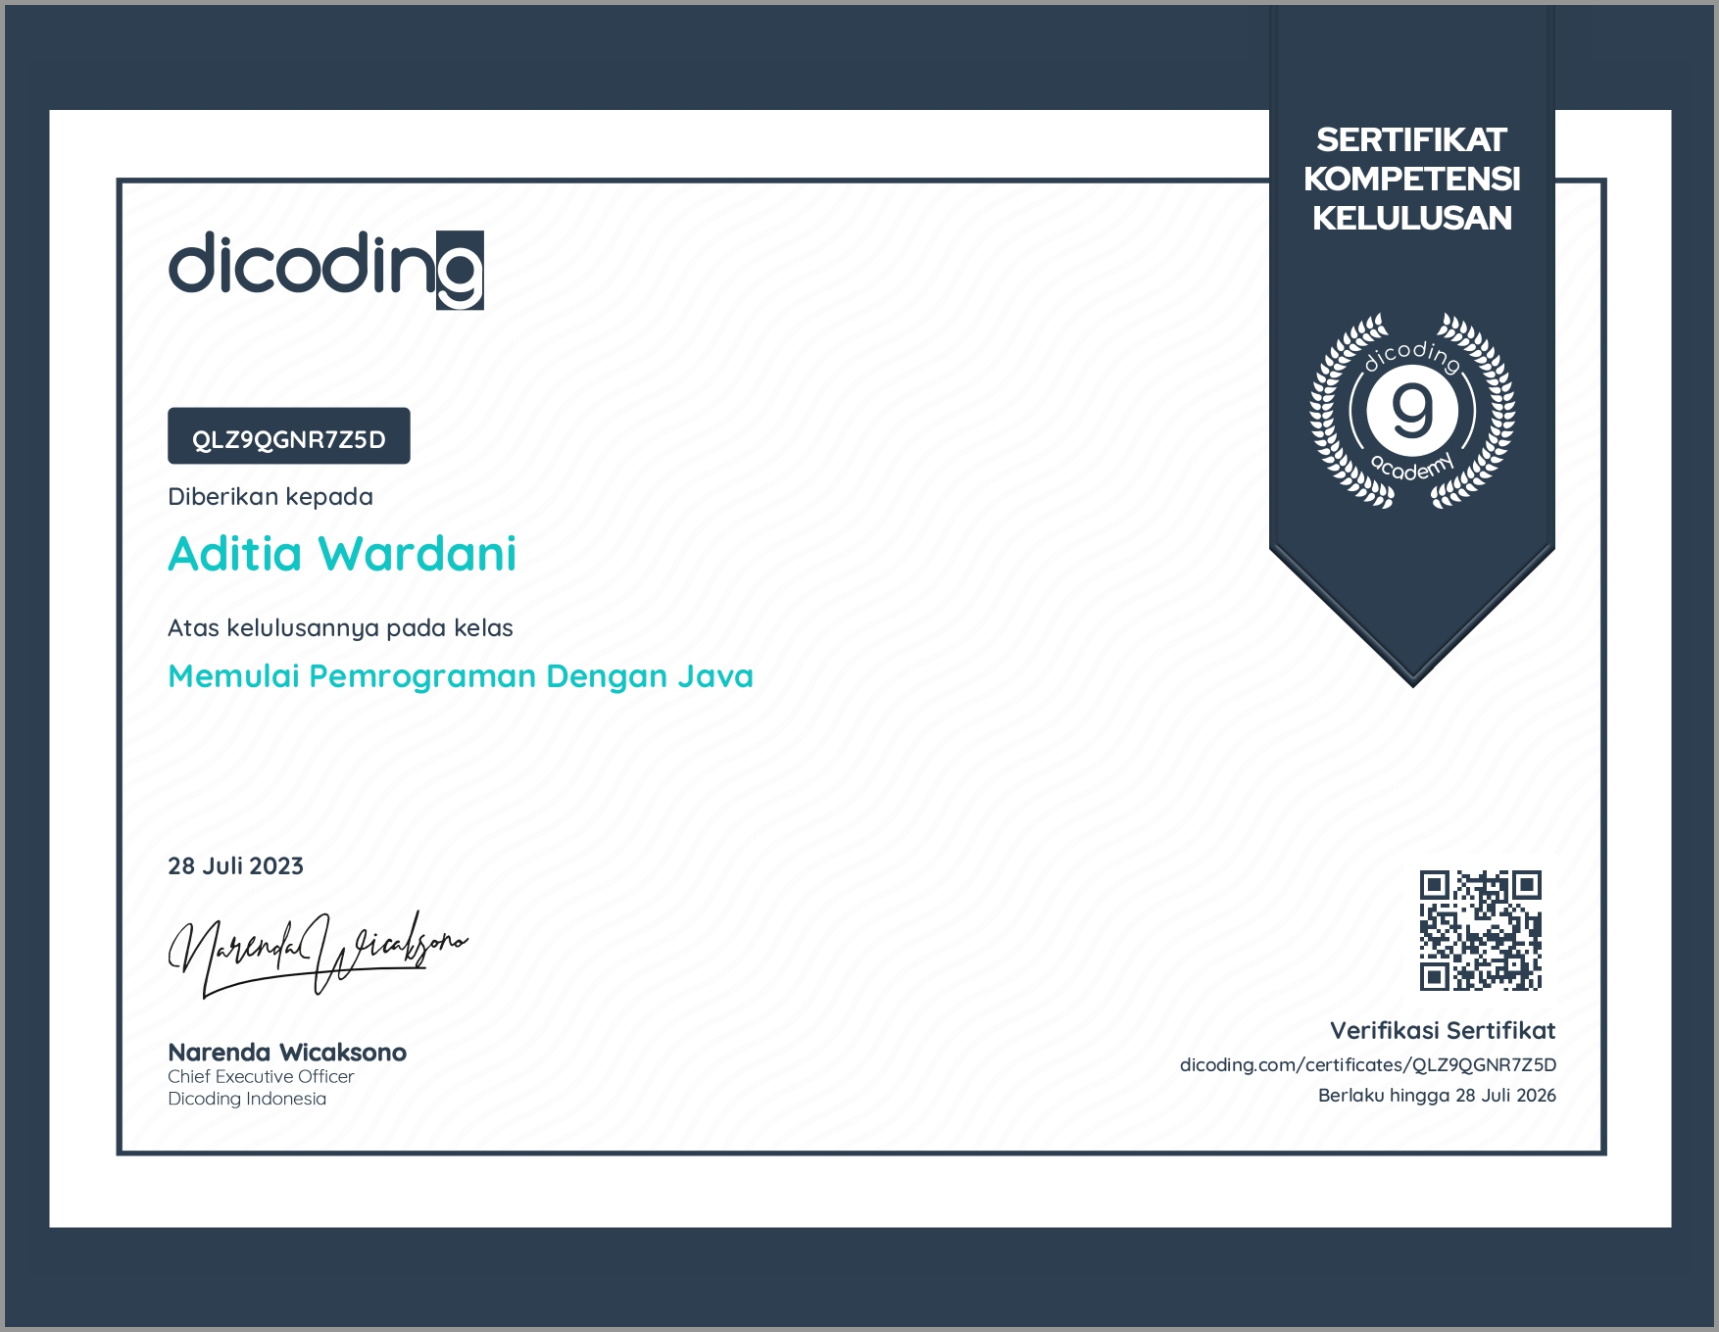 SERTIFIKAT
KOMPETENSI
KELULUSAN
dicoding
dicoding
9
academy
QLZ9QGNR7Z5D
Diberikan kepada
Aditia Wardani
Atas kelulusannya pada kelas
Memulai Pemrograman Dengan Java
28 Juli 2023
Narenda Wicaksono
Narenda Wicaksono
Chief Executive Officer
Dicoding Indonesia
Verifikasi Sertifikat
dicoding.com/certificates/QLZ9QGNR7Z5D
Berlaku hingga 28 Juli 2026